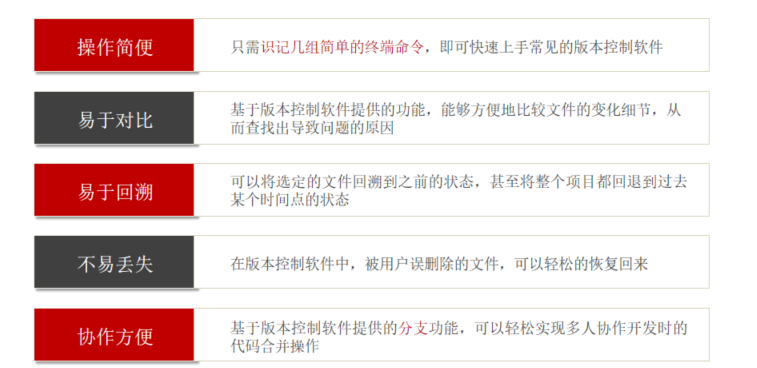 操作简便
只需识记几组简单的终端命令，即可快速上手常见的版本控制软件
易于对比
基于版本控制软件提供的功能，能够方便地比较文件的变化细节，从
而查找出导致问题的原因
易于回溯
可以将选定的文件回溯到之前的状态，甚至将整个项目都回退到过去
某个时间点的状态
不易丢失
在版本控制软件中，被用户误删除的文件，可以轻松的恢复回来
协作方便
基于版本控制软件提供的分支功能，可以轻松实现多人协作开发时的
代码合并操作